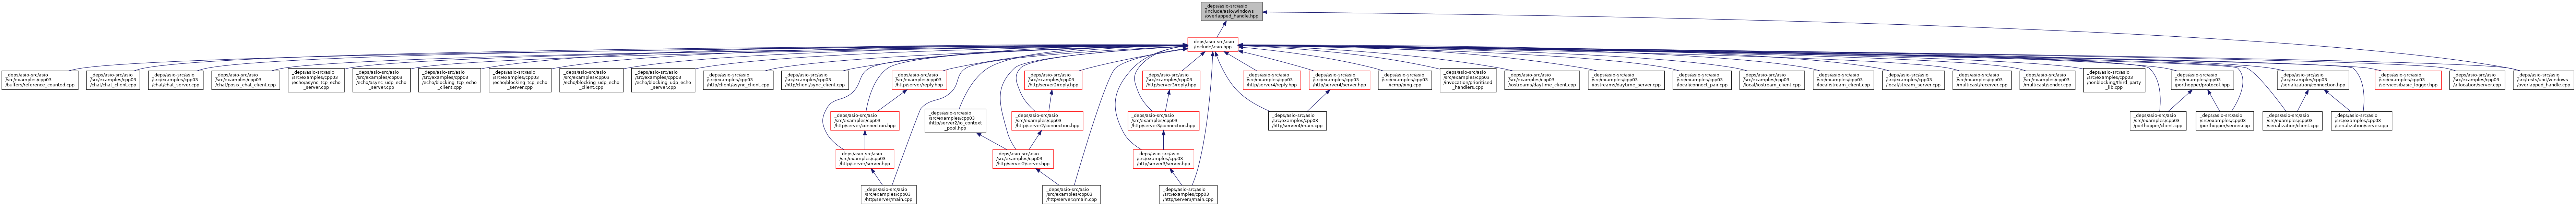 _deps/asio-src/asio
/include/asio/windows
/overlapped_handle.hpp
_deps/asio-src/asio
/include/asio.hpp
_deps/asio-src/asio
/src/examples/cpp03
/buffers/reference_counted.cpp
_deps/asio-src/asio
/src/examples/cpp03
/chat/chat_client.cpp
_deps/asio-src/asio
/src/examples/cpp03
/chat/chat_server.cpp
_deps/asio-src/asio
/src/examples/cpp03
/chat/posix_chat_client.cpp
_deps/asio-src/asio
/src/examples/cpp03
/echo/async_tcp_echo
_server.cpp
_deps/asio-src/asio
/src/examples/cpp03
/echo/async_udp_echo
_server.cpp
_deps/asio-src/asio
/src/examples/cpp03
/echo/blocking_tcp_echo
_client.cpp
_deps/asio-src/asio
/src/examples/cpp03
/echo/blocking_tcp_echo
_server.cpp
_deps/asio-src/asio
/src/examples/cpp03
/echo/blocking_udp_echo
_client.cpp
_deps/asio-src/asio
/src/examples/cpp03
/echo/blocking_udp_echo
_server.cpp
_deps/asio-src/asio
/src/examples/cpp03
/http/client/async_client.cpp
_deps/asio-src/asio
/src/examples/cpp03
/http/client/sync_client.cpp
_deps/asio-src/asio
/src/examples/cpp03
/http/server/reply.hpp
_deps/asio-src/asio
/src/examples/cpp03
/http/server2/reply.hpp
_deps/asio-src/asio
/src/examples/cpp03
/http/server3/reply.hpp
_deps/asio-src/asio
/src/examples/cpp03
/http/server4/reply.hpp
_deps/asio-src/asio
/src/examples/cpp03
/http/server4/server.hpp
_deps/asio-src/asio
/src/examples/cpp03
/icmp/ping.cpp
_deps/asio-src/asio
/src/examples/cpp03
/invocation/prioritised
_handlers.cpp
_deps/asio-src/asio
/src/examples/cpp03
/iostreams/daytime_client.cpp
_deps/asio-src/asio
/src/examples/cpp03
/iostreams/daytime_server.cpp
_deps/asio-src/asio
/src/examples/cpp03
/local/connect_pair.cpp
_deps/asio-src/asio
/src/examples/cpp03
/local/iostream_client.cpp
_deps/asio-src/asio
/src/examples/cpp03
/local/stream_client.cpp
_deps/asio-src/asio
/src/examples/cpp03
/local/stream_server.cpp
_deps/asio-src/asio
/src/examples/cpp03
/multicast/receiver.cpp
_deps/asio-src/asio
/src/examples/cpp03
/multicast/sender.cpp
_deps/asio-src/asio
/src/examples/cpp03
/nonblocking/third_party
_lib.cpp
_deps/asio-src/asio
/src/examples/cpp03
/porthopper/protocol.hpp
_deps/asio-src/asio
/src/examples/cpp03
/serialization/connection.hpp
_deps/asio-src/asio
/src/examples/cpp03
/services/basic_logger.hpp
_deps/asio-src/asio
/src/examples/cpp03
/allocation/server.cpp
_deps/asio-src/asio
/src/tests/unit/windows
/overlapped_handle.cpp
_deps/asio-src/asio
/src/examples/cpp03
/http/server/connection.hpp
_deps/asio-src/asio
/src/examples/cpp03
/http/server2/io_context
_pool.hpp
_deps/asio-src/asio
/src/examples/cpp03
/http/server2/connection.hpp
_deps/asio-src/asio
/src/examples/cpp03
/http/server3/connection.hpp
_deps/asio-src/asio
/src/examples/cpp03
/http/server4/main.cpp
_deps/asio-src/asio
/src/examples/cpp03
/porthopper/client.cpp
_deps/asio-src/asio
/src/examples/cpp03
/porthopper/server.cpp
_deps/asio-src/asio
/src/examples/cpp03
/serialization/client.cpp
_deps/asio-src/asio
/src/examples/cpp03
/serialization/server.cpp
_deps/asio-src/asio
/src/examples/cpp03
/http/server/server.hpp
_deps/asio-src/asio
/src/examples/cpp03
/http/server2/server.hpp
_deps/asio-src/asio
/src/examples/cpp03
/http/server3/server.hpp
_deps/asio-src/asio
/src/examples/cpp03
/http/server/main.cpp
_deps/asio-src/asio
/src/examples/cpp03
/http/server2/main.cpp
_deps/asio-src/asio
/src/examples/cpp03
/http/server3/main.cpp